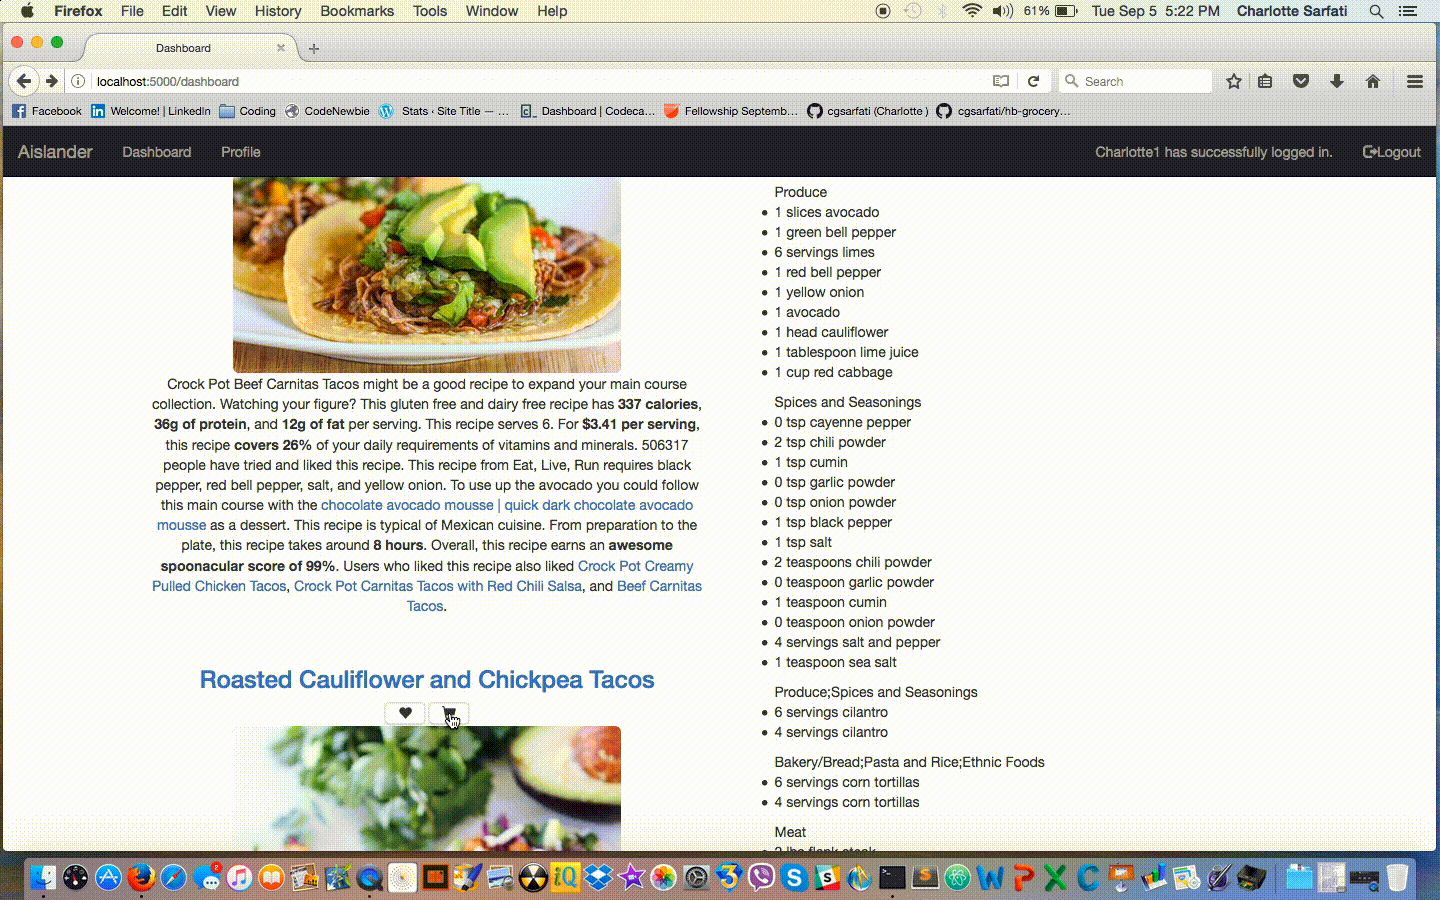 Firefox File Edit View History Bookmarks Tools Window Help 61% Tue Sep 5 5:22 PM Charlotte Sarfati
Dashboard
localhost:5000/dashboard Search
Facebook Welcome! | LinkedIn Coding CodeNewbie Stats ‹ Site Title — ... Dashboard | Codeca... Fellowship Septemb... cgsarfati (Charlotte ) cgsarfati/hb-grocery...
Aislander Dashboard Profile Charlotte1 has successfully logged in. Logout
Crock Pot Beef Carnitas Tacos might be a good recipe to expand your main course
collection. Watching your figure? This gluten free and dairy free recipe has 337 calories,
36g of protein, and 12g of fat per serving. This recipe serves 6. For $3.41 per serving,
this recipe covers 26% of your daily requirements of vitamins and minerals. 506317
people have tried and liked this recipe. This recipe from Eat, Live, Run requires black
pepper, red bell pepper, salt, and yellow onion. To use up the avocado you could follow
this main course with the chocolate avocado mousse | quick dark chocolate avocado
mousse as a dessert. This recipe is typical of Mexican cuisine. From preparation to the
plate, this recipe takes around 8 hours. Overall, this recipe earns an awesome
spoonacular score of 99%. Users who liked this recipe also liked Crock Pot Creamy
Pulled Chicken Tacos, Crock Pot Carnitas Tacos with Red Chili Salsa, and Beef Carnitas
Tacos.
Roasted Cauliflower and Chickpea Tacos
Produce
1 slices avocado
1 green bell pepper
6 servings limes
1 red bell pepper
1 yellow onion
1 avocado
1 head cauliflower
1 tablespoon lime juice
1 cup red cabbage
Spices and Seasonings
0 tsp cayenne pepper
2 tsp chili powder
1 tsp cumin
0 tsp garlic powder
0 tsp onion powder
1 tsp black pepper
1 tsp salt
2 teaspoons chili powder
0 teaspoon garlic powder
1 teaspoon cumin
0 teaspoon onion powder
4 servings salt and pepper
1 teaspoon sea salt
Produce;Spices and Seasonings
6 servings cilantro
4 servings cilantro
Bakery/Bread;Pasta and Rice;Ethnic Foods
6 servings corn tortillas
4 servings corn tortillas
Meat
2 lbs flank steak